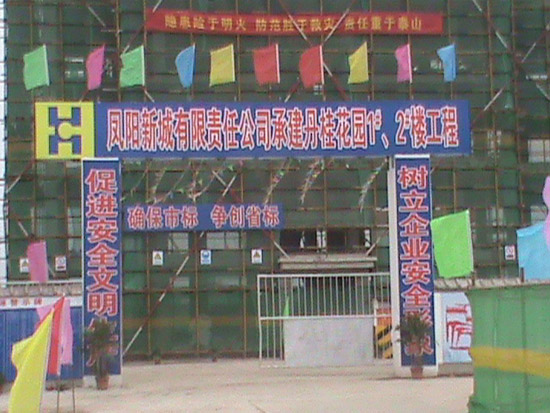 隐患险于明火 防范胜于救灾 责任重于泰山
凤阳新城有限责任公司承建丹桂花园1#、2#楼工程
促进安全文明
确保市标 争创省标
树立企业安全形象